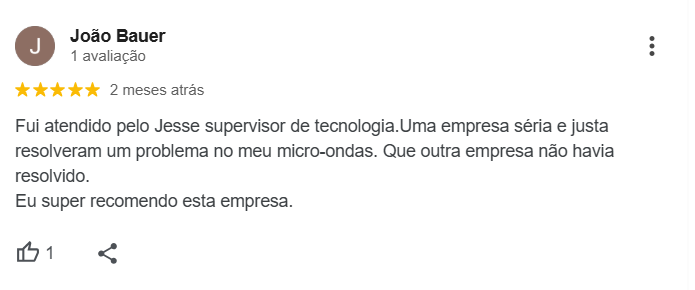 J
João Bauer
1 avaliação
2 meses atrás
Fui atendido pelo Jesse supervisor de tecnologia.Uma empresa séria e justa
resolveram um problema no meu micro-ondas. Que outra empresa não havia
resolvido.
Eu super recomendo esta empresa.
1